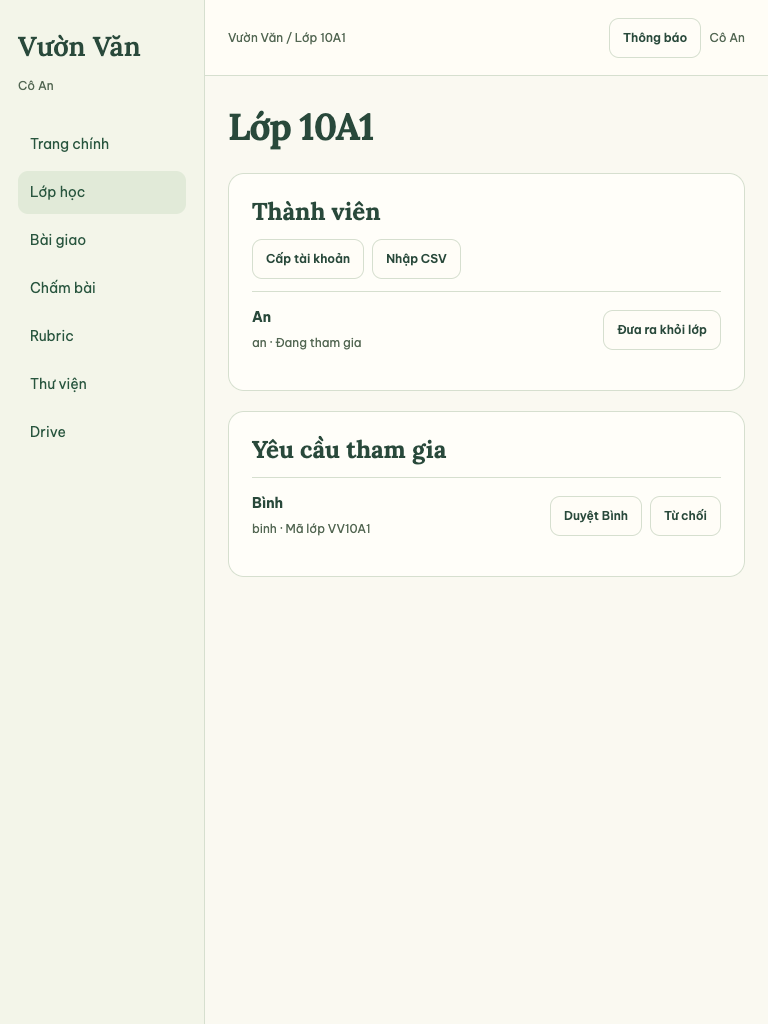 Vườn Văn
Cô An
Trang chính
Lớp học
Bài giao
Chấm bài
Rubric
Thư viện
Drive
Vườn Văn / Lớp 10A1
Thông báo
Cô An
Lớp 10A1
Thành viên
Cấp tài khoản
Nhập CSV
An
an · Đang tham gia
Đưa ra khỏi lớp
Yêu cầu tham gia
Bình
binh · Mã lớp VV10A1
Duyệt Bình
Từ chối